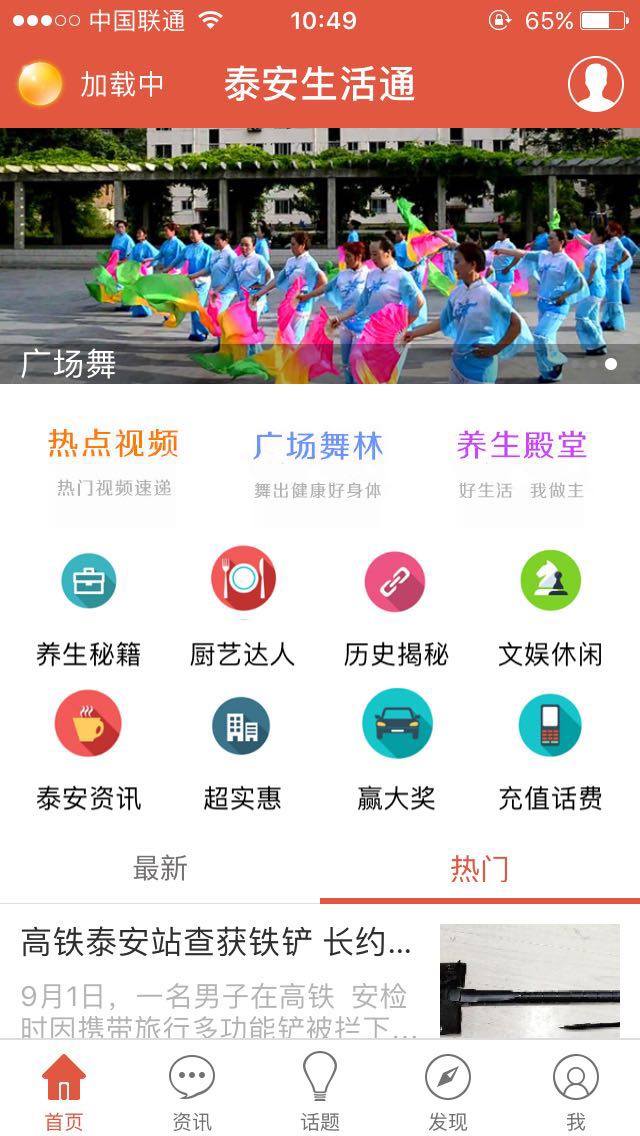 中国联通 10:49 65%
加载中 泰安生活通
广场舞
热点视频 广场舞林 养生殿堂
热门视频速递 舞出健康好身体 好生活 我做主
养生秘籍 厨艺达人 历史揭秘 文娱休闲
泰安资讯 超实惠 赢大奖 充值话费
最新 热门
高铁泰安站查获铁铲 长约...
9月1日，一名男子在高铁 安检
时因携带旅行多功能铲被拦下...
首页 资讯 话题 发现 我